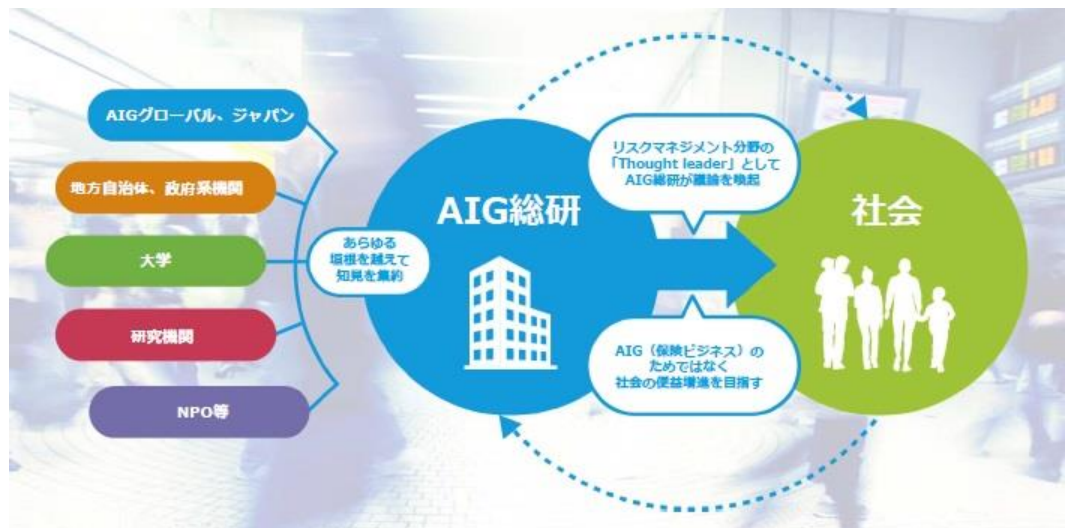 AIGグローバル、ジャパン
地方自治体、政府系機関
大学
研究機関
NPO等
あらゆる
垣根を越えて
知見を集約
AIG総研
リスクマネジメント分野の
「Thought leader」として
AIG総研が議論を喚起
AIG（保険ビジネス）の
ためではなく
社会の便益増進を目指す
社会